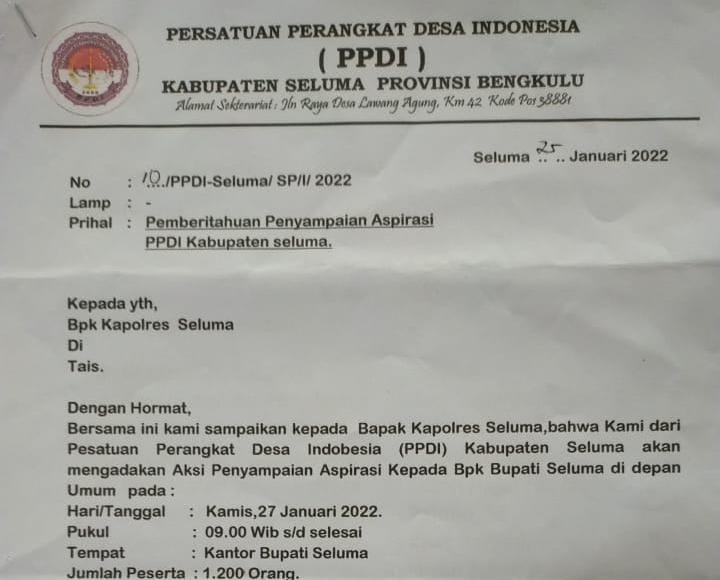 PERSATUAN PERANGKAT DESA INDONESIA
( PPDI )
KABUPATEN SELUMA PROVINSI BENGKULU
Alamat Sekterariat : Jln Raya Desa Lawang Agung, Km 42 Kode Pos 38881
Seluma 25 Januari 2022
No : 10./PPDI-Seluma/ SP/I/ 2022
Lamp : -
Prihal : Pemberitahuan Penyampaian Aspirasi
PPDI Kabupaten seluma.
Kepada yth,
Bpk Kapolres Seluma
Di
Tais.
Dengan Hormat,
Bersama ini kami sampaikan kepada Bapak Kapolres Seluma,bahwa Kami dari
Pesatuan Perangkat Desa Indobesia (PPDI) Kabupaten Seluma akan
mengadakan Aksi Penyampaian Aspirasi Kepada Bpk Bupati Seluma di depan
Umum pada :
Hari/Tanggal : Kamis,27 Januari 2022.
Pukul : 09.00 Wib s/d selesai
Tempat : Kantor Bupati Seluma
Jumlah Peserta : 1.200 Orang.